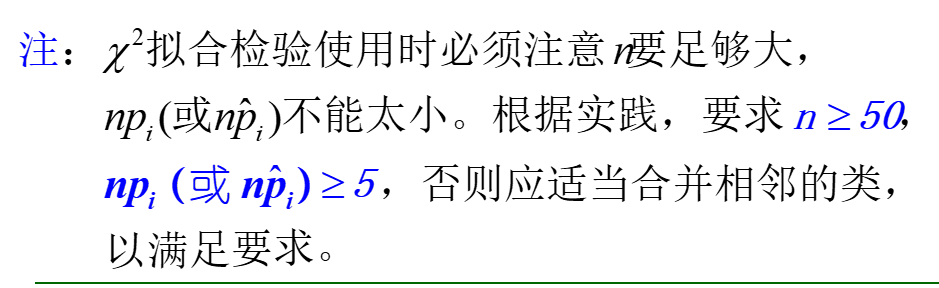 注：χ²拟合检验使用时必须注意n要足够大，
npᵢ(或np̂ᵢ)不能太小。根据实践，要求 n ≥ 50，
npᵢ (或 np̂ᵢ) ≥ 5，否则应适当合并相邻的类，
以满足要求。